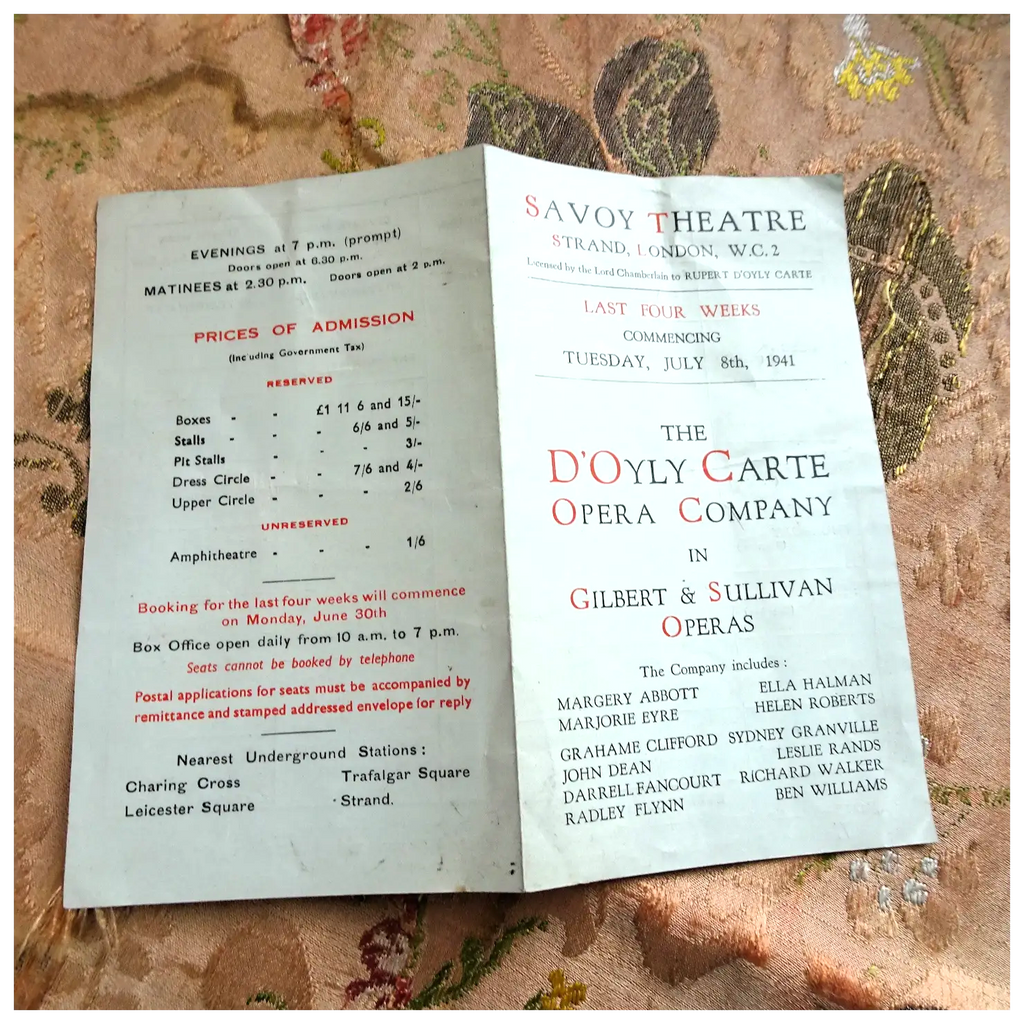 EVENINGS at 7 p.m. (prompt)
Doors open at 6.30 p.m.
MATINEES at 2.30 p.m. Doors open at 2 p.m.
PRICES OF ADMISSION
(Including Government Tax)
RESERVED
Boxes - - £1 11 6 and 15/-
Stalls - - 6/6 and 5/-
Pit Stalls - - - 3/-
Dress Circle - - 7/6 and 4/-
Upper Circle - - - 2/6
UNRESERVED
Amphitheatre - - - 1/6
Booking for the last four weeks will commence
on Monday, June 30th
Box Office open daily from 10 a.m. to 7 p.m.
Seats cannot be booked by telephone
Postal applications for seats must be accompanied by
remittance and stamped addressed envelope for reply
Nearest Underground Stations :
Charing Cross Trafalgar Square
Leicester Square Strand.
SAVOY THEATRE
STRAND, LONDON, W.C.2
Licensed by the Lord Chamberlain to RUPERT D'OYLY CARTE
LAST FOUR WEEKS
COMMENCING
TUESDAY, JULY 8th, 1941
THE
D'OYLY CARTE
OPERA COMPANY
IN
GILBERT & SULLIVAN
OPERAS
The Company includes :
MARGERY ABBOTT ELLA HALMAN
MARJORIE EYRE HELEN ROBERTS
GRAHAME CLIFFORD SYDNEY GRANVILLE
JOHN DEAN LESLIE RANDS
DARRELL FANCOURT RICHARD WALKER
RADLEY FLYNN BEN WILLIAMS